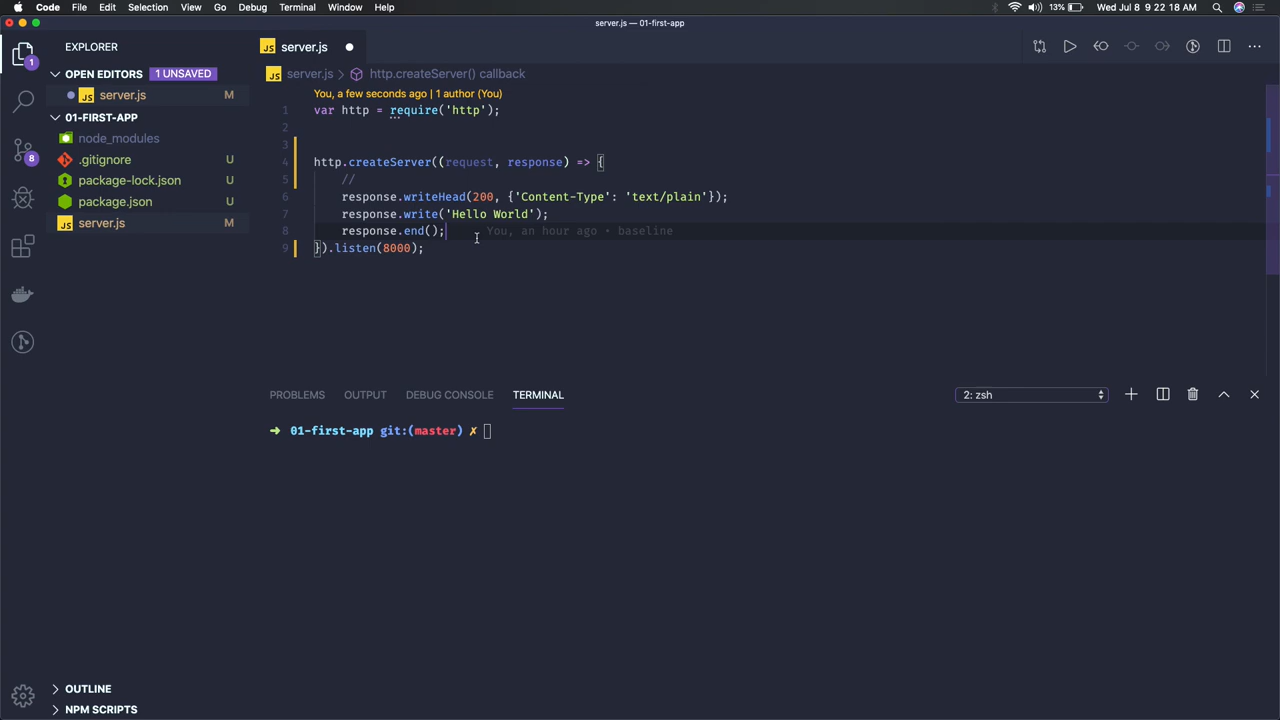 Code File Edit Selection View Go Debug Terminal Window Help 13% Wed Jul 8 9 22 18 AM
server.js — 01-first-app
EXPLORER
OPEN EDITORS 1 UNSAVED
server.js M
01-FIRST-APP
node_modules
.gitignore U
package-lock.json U
package.json U
server.js M
OUTLINE
NPM SCRIPTS
1
8
JS server.js
JS server.js > http.createServer() callback
You, a few seconds ago | 1 author (You)
1 var http = require('http');
2
3
4 http.createServer((request, response) => {
5 //
6 response.writeHead(200, {'Content-Type': 'text/plain'});
7 response.write('Hello World');
8 response.end(); You, an hour ago • baseline
9 }).listen(8000);
PROBLEMS OUTPUT DEBUG CONSOLE TERMINAL 2: zsh
➜ 01-first-app git:(master) ✗